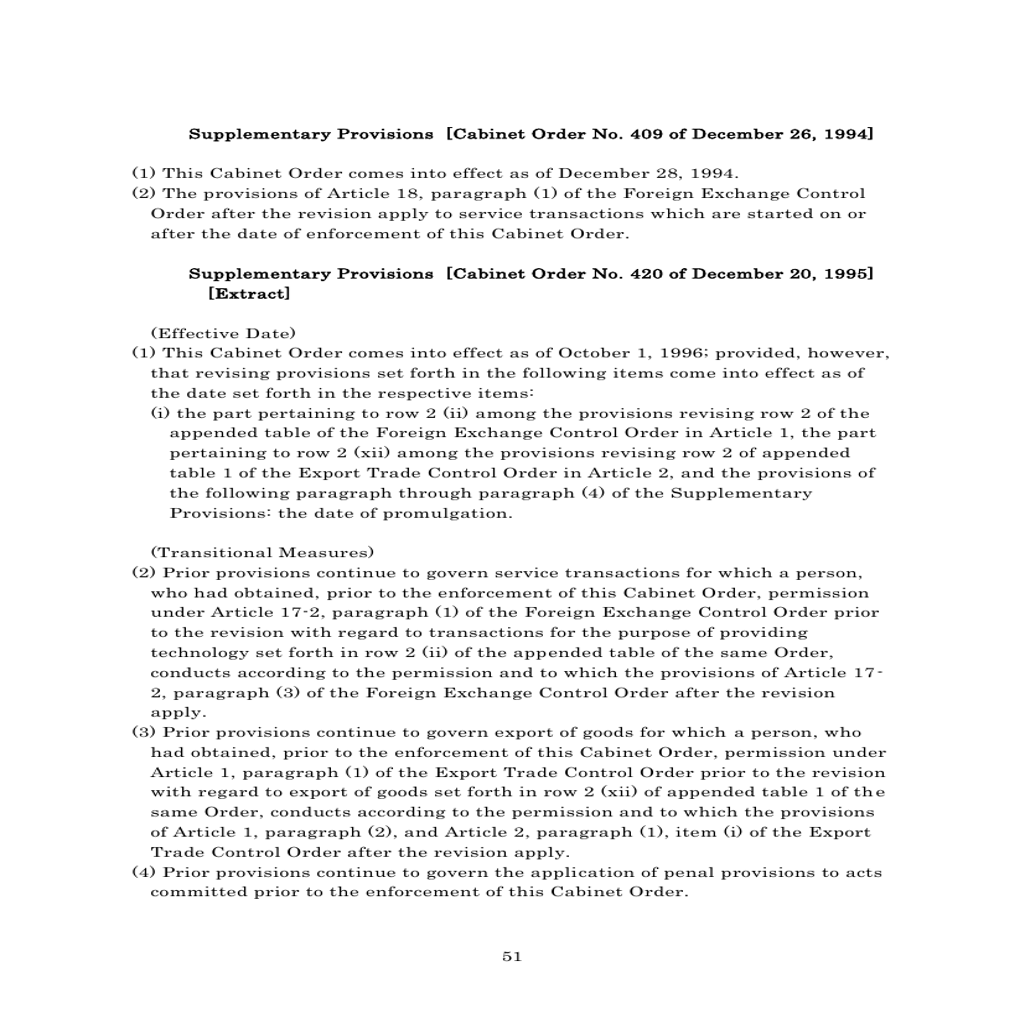 Supplementary Provisions [Cabinet Order No. 409 of December 26, 1994]
(1) This Cabinet Order comes into effect as of December 28, 1994.
(2) The provisions of Article 18, paragraph (1) of the Foreign Exchange Control
Order after the revision apply to service transactions which are started on or
after the date of enforcement of this Cabinet Order.
Supplementary Provisions [Cabinet Order No. 420 of December 20, 1995]
[Extract]
(Effective Date)
(1) This Cabinet Order comes into effect as of October 1, 1996; provided, however,
that revising provisions set forth in the following items come into effect as of
the date set forth in the respective items:
(i) the part pertaining to row 2 (ii) among the provisions revising row 2 of the
appended table of the Foreign Exchange Control Order in Article 1, the part
pertaining to row 2 (xii) among the provisions revising row 2 of appended
table 1 of the Export Trade Control Order in Article 2, and the provisions of
the following paragraph through paragraph (4) of the Supplementary
Provisions: the date of promulgation.
(Transitional Measures)
(2) Prior provisions continue to govern service transactions for which a person,
who had obtained, prior to the enforcement of this Cabinet Order, permission
under Article 17-2, paragraph (1) of the Foreign Exchange Control Order prior
to the revision with regard to transactions for the purpose of providing
technology set forth in row 2 (ii) of the appended table of the same Order,
conducts according to the permission and to which the provisions of Article 17-
2, paragraph (3) of the Foreign Exchange Control Order after the revision
apply.
(3) Prior provisions continue to govern export of goods for which a person, who
had obtained, prior to the enforcement of this Cabinet Order, permission under
Article 1, paragraph (1) of the Export Trade Control Order prior to the revision
with regard to export of goods set forth in row 2 (xii) of appended table 1 of the
same Order, conducts according to the permission and to which the provisions
of Article 1, paragraph (2), and Article 2, paragraph (1), item (i) of the Export
Trade Control Order after the revision apply.
(4) Prior provisions continue to govern the application of penal provisions to acts
committed prior to the enforcement of this Cabinet Order.
51